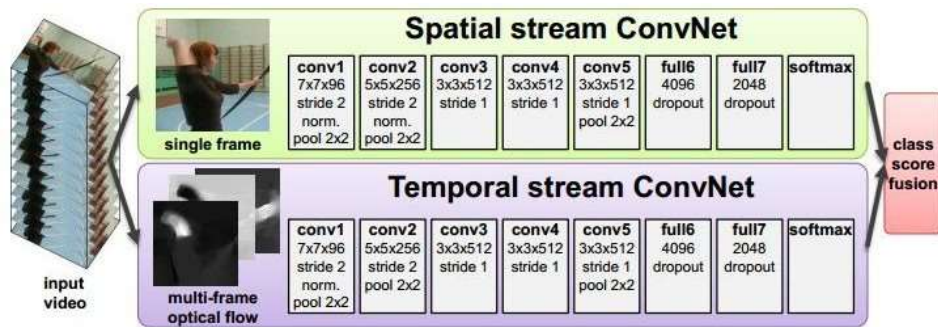 input
video
Spatial stream ConvNet
single frame
conv1
7x7x96
stride 2
norm.
pool 2x2
conv2
5x5x256
stride 2
norm.
pool 2x2
conv3
3x3x512
stride 1
conv4
3x3x512
stride 1
conv5
3x3x512
stride 1
pool 2x2
full6
4096
dropout
full7
2048
dropout
softmax
Temporal stream ConvNet
multi-frame
optical flow
conv1
7x7x96
stride 2
norm.
pool 2x2
conv2
5x5x256
stride 2
pool 2x2
conv3
3x3x512
stride 1
conv4
3x3x512
stride 1
conv5
3x3x512
stride 1
pool 2x2
full6
4096
dropout
full7
2048
dropout
softmax
class
score
fusion